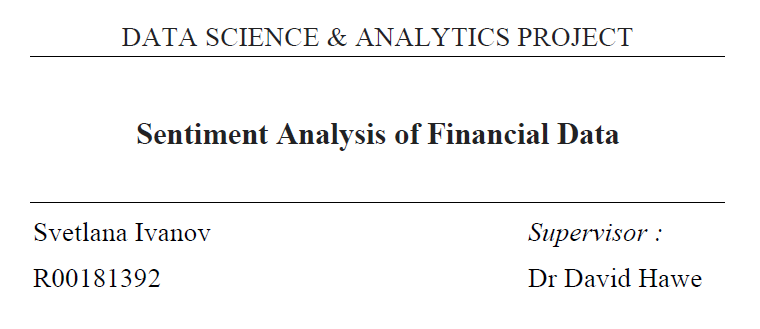 DATA SCIENCE & ANALYTICS PROJECT
Sentiment Analysis of Financial Data
Svetlana Ivanov
Supervisor :
R00181392
Dr David Hawe